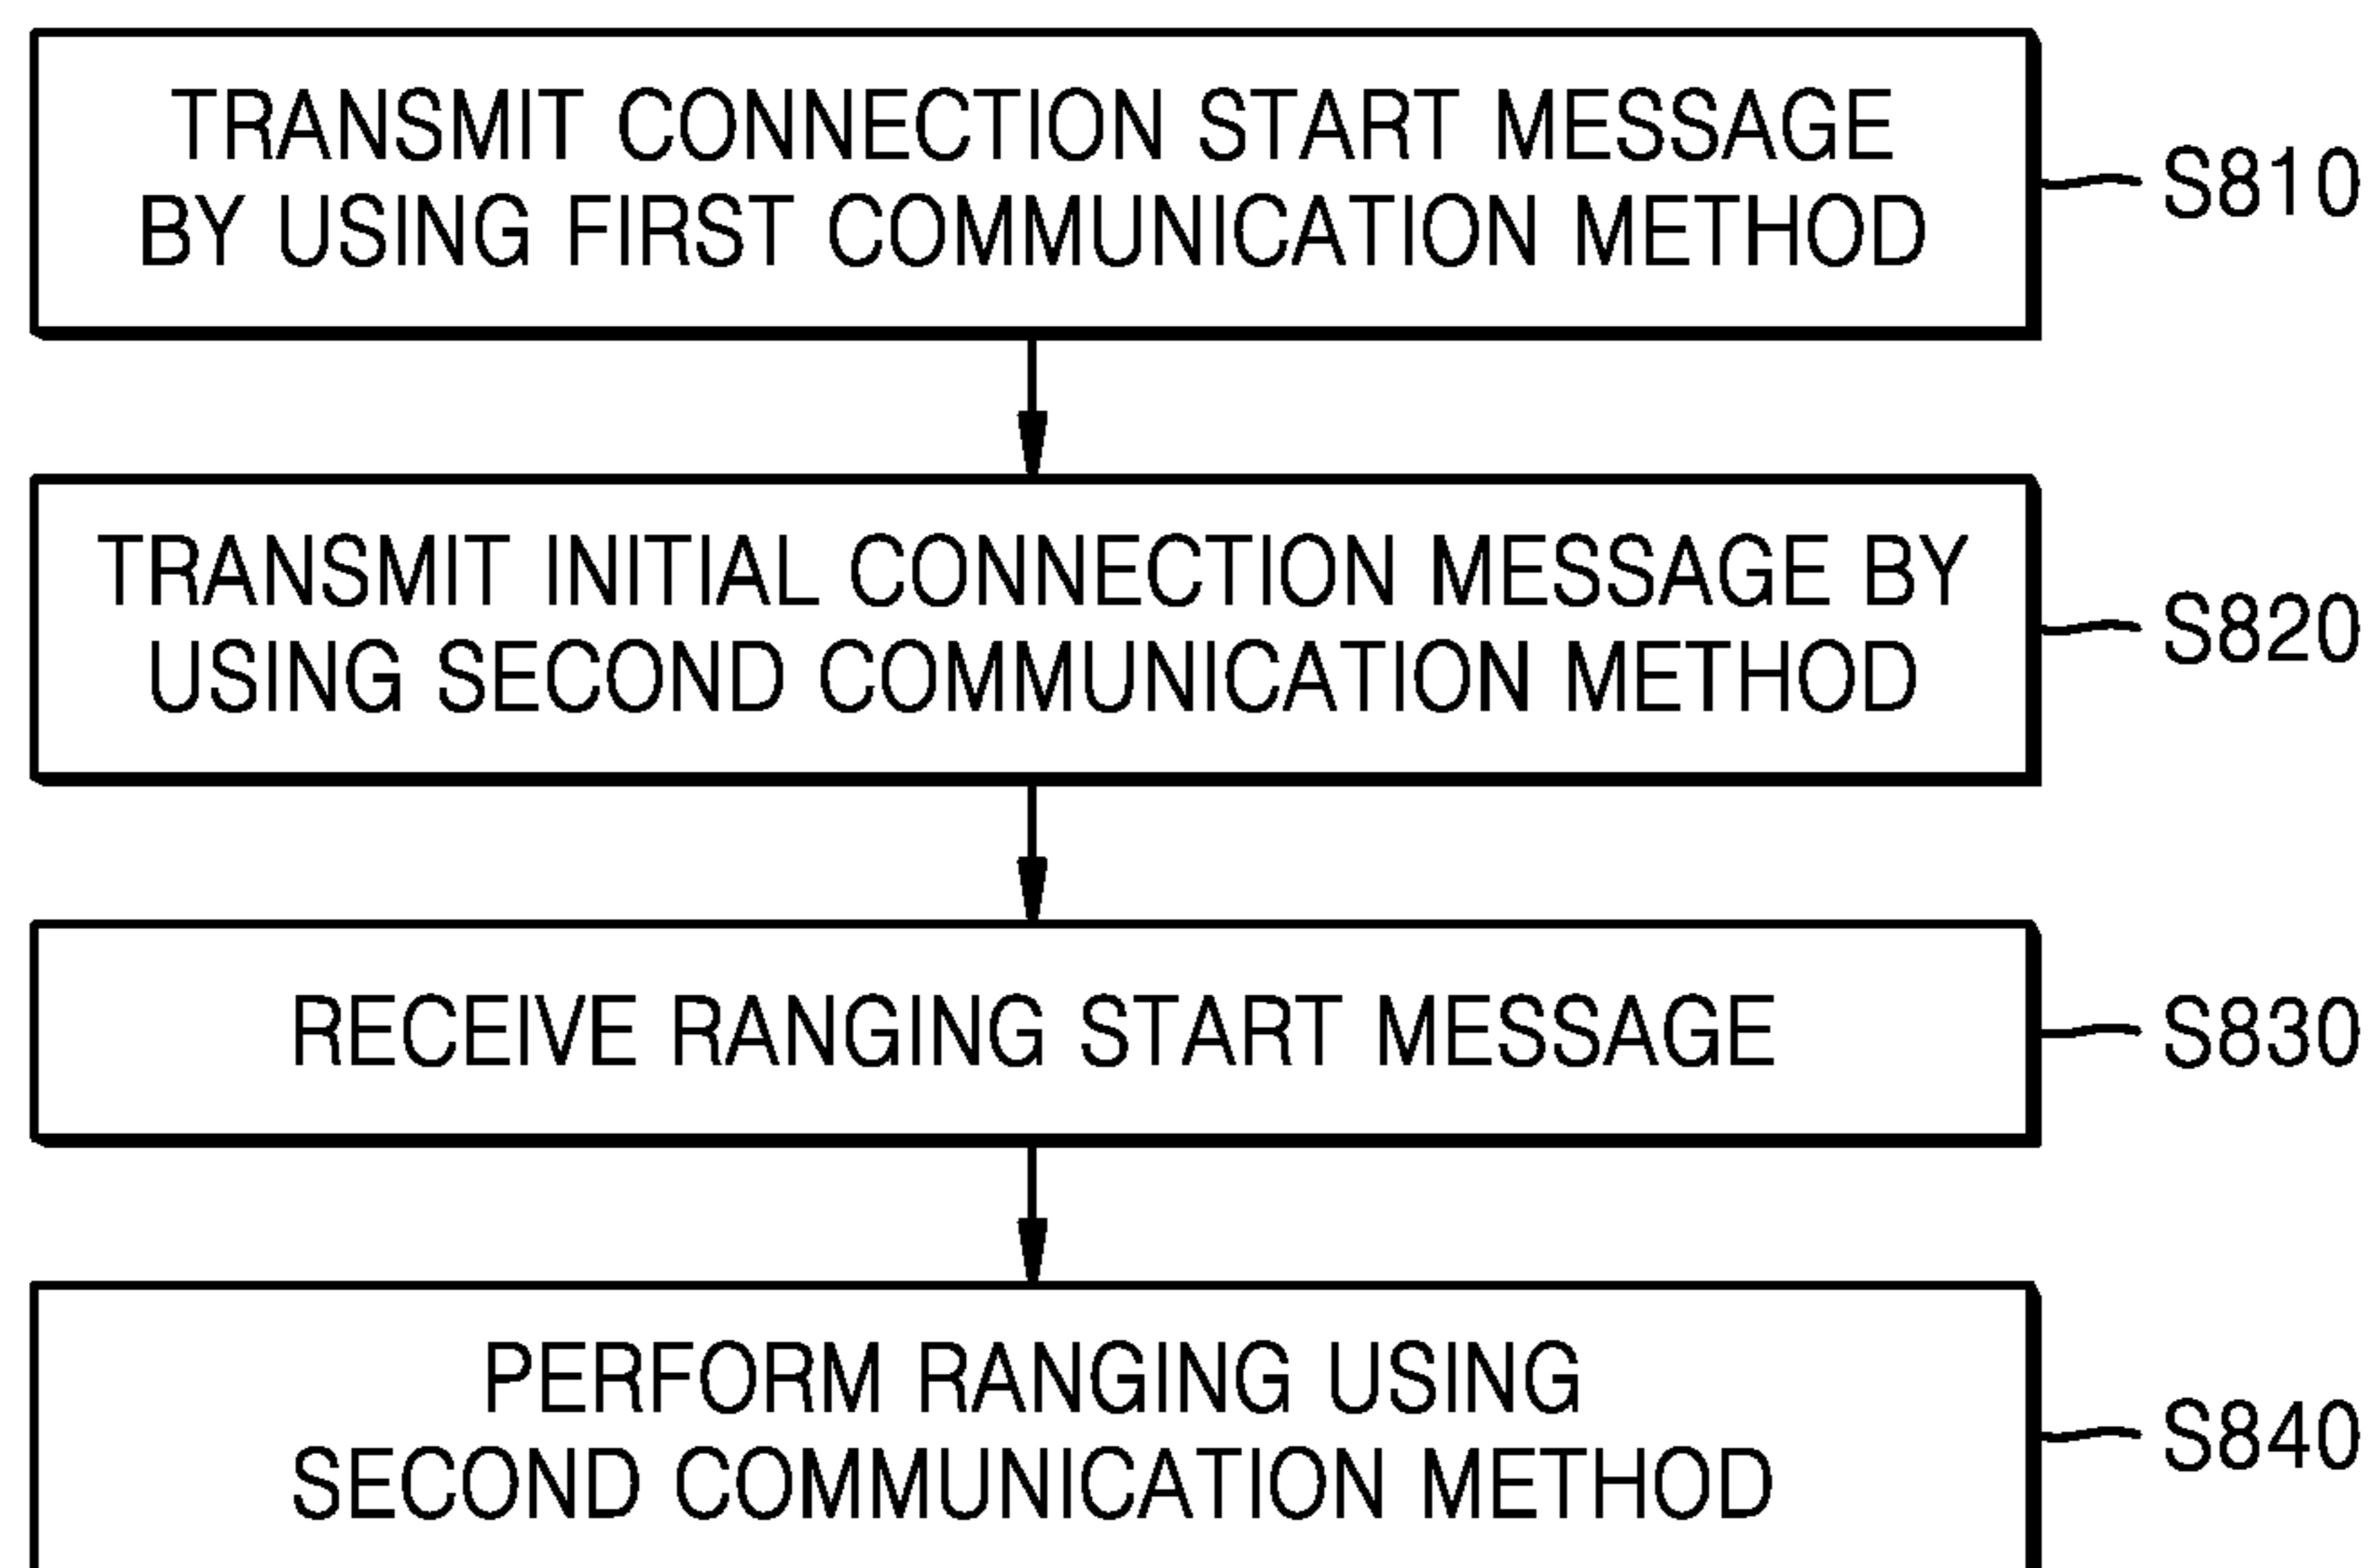 TRANSMIT CONNECTION START MESSAGE
BY USING FIRST COMMUNICATION METHOD
S810
TRANSMIT INITIAL CONNECTION MESSAGE BY
USING SECOND COMMUNICATION METHOD
S820
RECEIVE RANGING START MESSAGE
S830
PERFORM RANGING USING
SECOND COMMUNICATION METHOD
S840